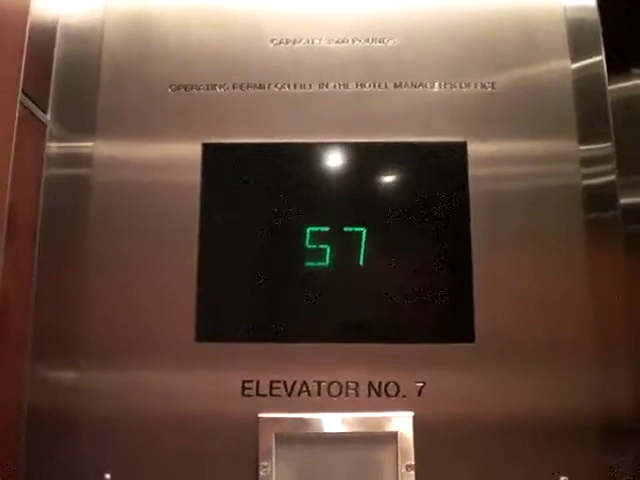 CAPACITY 3500 POUNDS
OPERATING PERMIT ON FILE IN THE HOTEL MANAGER'S OFFICE
57
ELEVATOR NO. 7